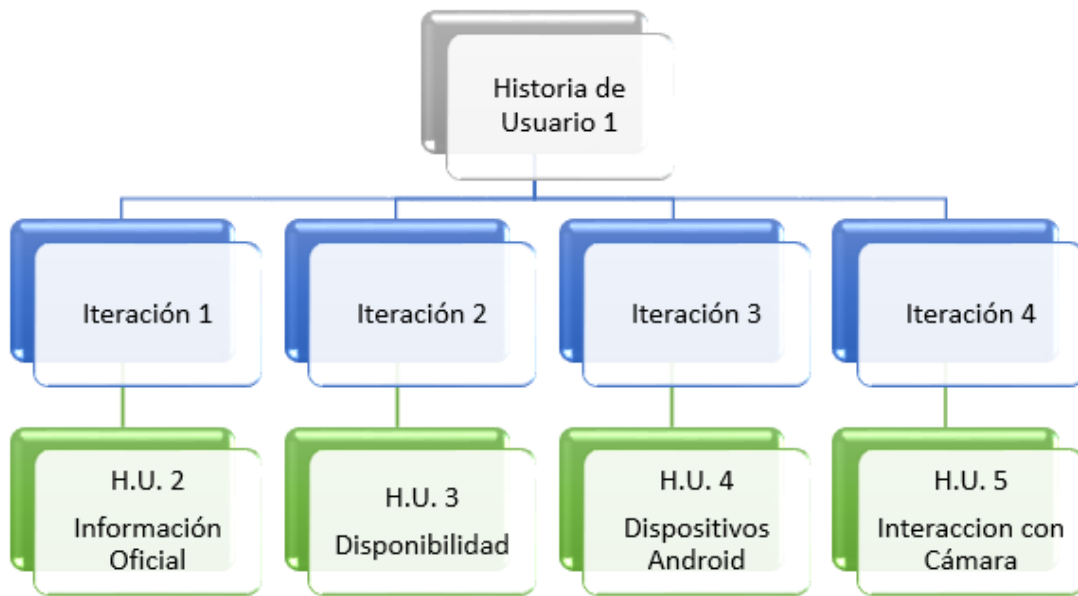 Historia de
Usuario 1
Iteración 1
Iteración 2
Iteración 3
Iteración 4
H.U. 2
Información
Oficial
H.U. 3
Disponibilidad
H.U. 4
Dispositivos
Android
H.U. 5
Interaccion con
Cámara